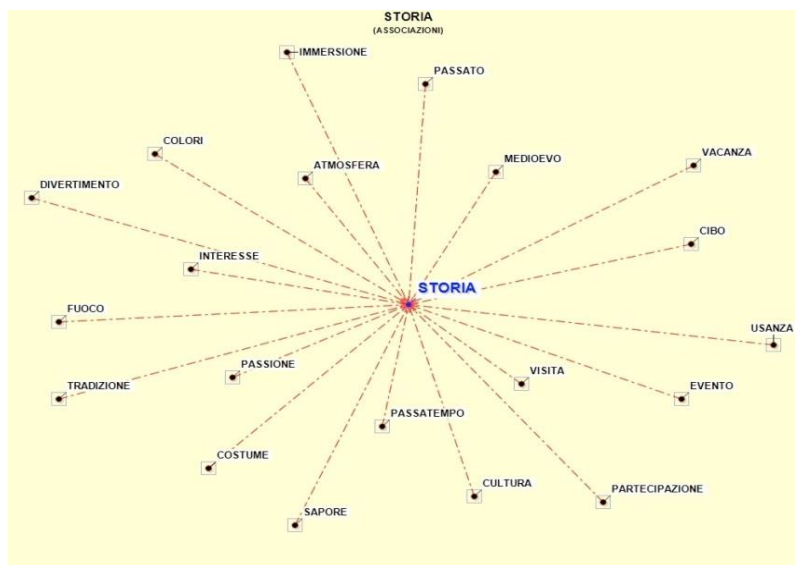 STORIA
(ASSOCIAZIONI)
IMMERSIONE
PASSATO
COLORI
ATMOSFERA
MEDIOEVO
VACANZA
DIVERTIMENTO
CIBO
INTERESSE
STORIA
FUOCO
USANZA
PASSIONE
VISITA
TRADIZIONE
EVENTO
PASSATEMPO
COSTUME
CULTURA
PARTECIPAZIONE
SAPORE